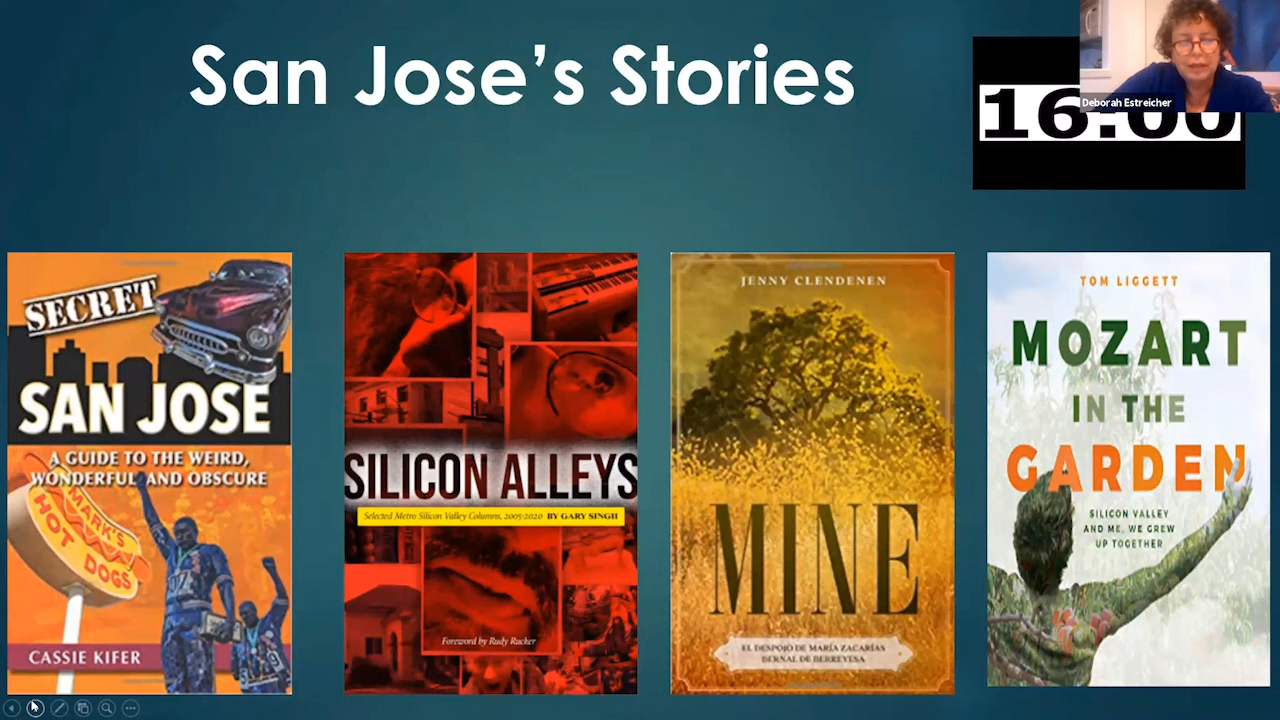 San Jose's Stories
16:00
Deborah Estreicher
SECRET
SAN JOSE
A GUIDE TO THE WEIRD,
WONDERFUL AND OBSCURE
MARK'S
HOT DOGS
CASSIE KIFER
SILICON ALLEYS
Selected Metro Silicon Valley Columns, 2005-2020 BY GARY SINGH
Foreword by Rudy Rucker
JENNY CLENDENEN
MINE
EL DESPOJO DE MARÍA ZACARÍAS
BERNAL DE BERREYESA
TOM LIGGETT
MOZART
IN THE
GARDEN
SILICON VALLEY
AND ME, WE GREW
UP TOGETHER